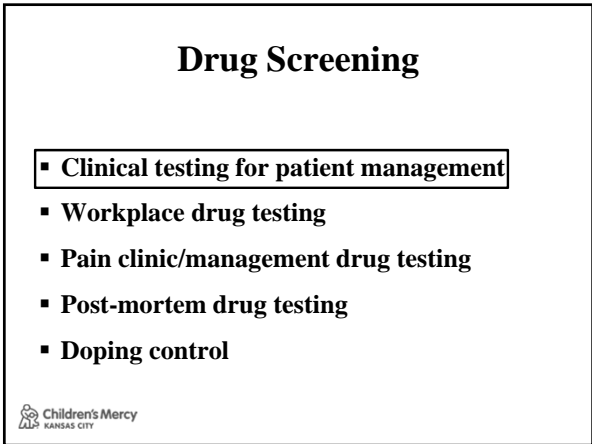 Drug Screening
▪ Clinical testing for patient management
▪ Workplace drug testing
▪ Pain clinic/management drug testing
▪ Post-mortem drug testing
▪ Doping control
Children's Mercy
KANSAS CITY